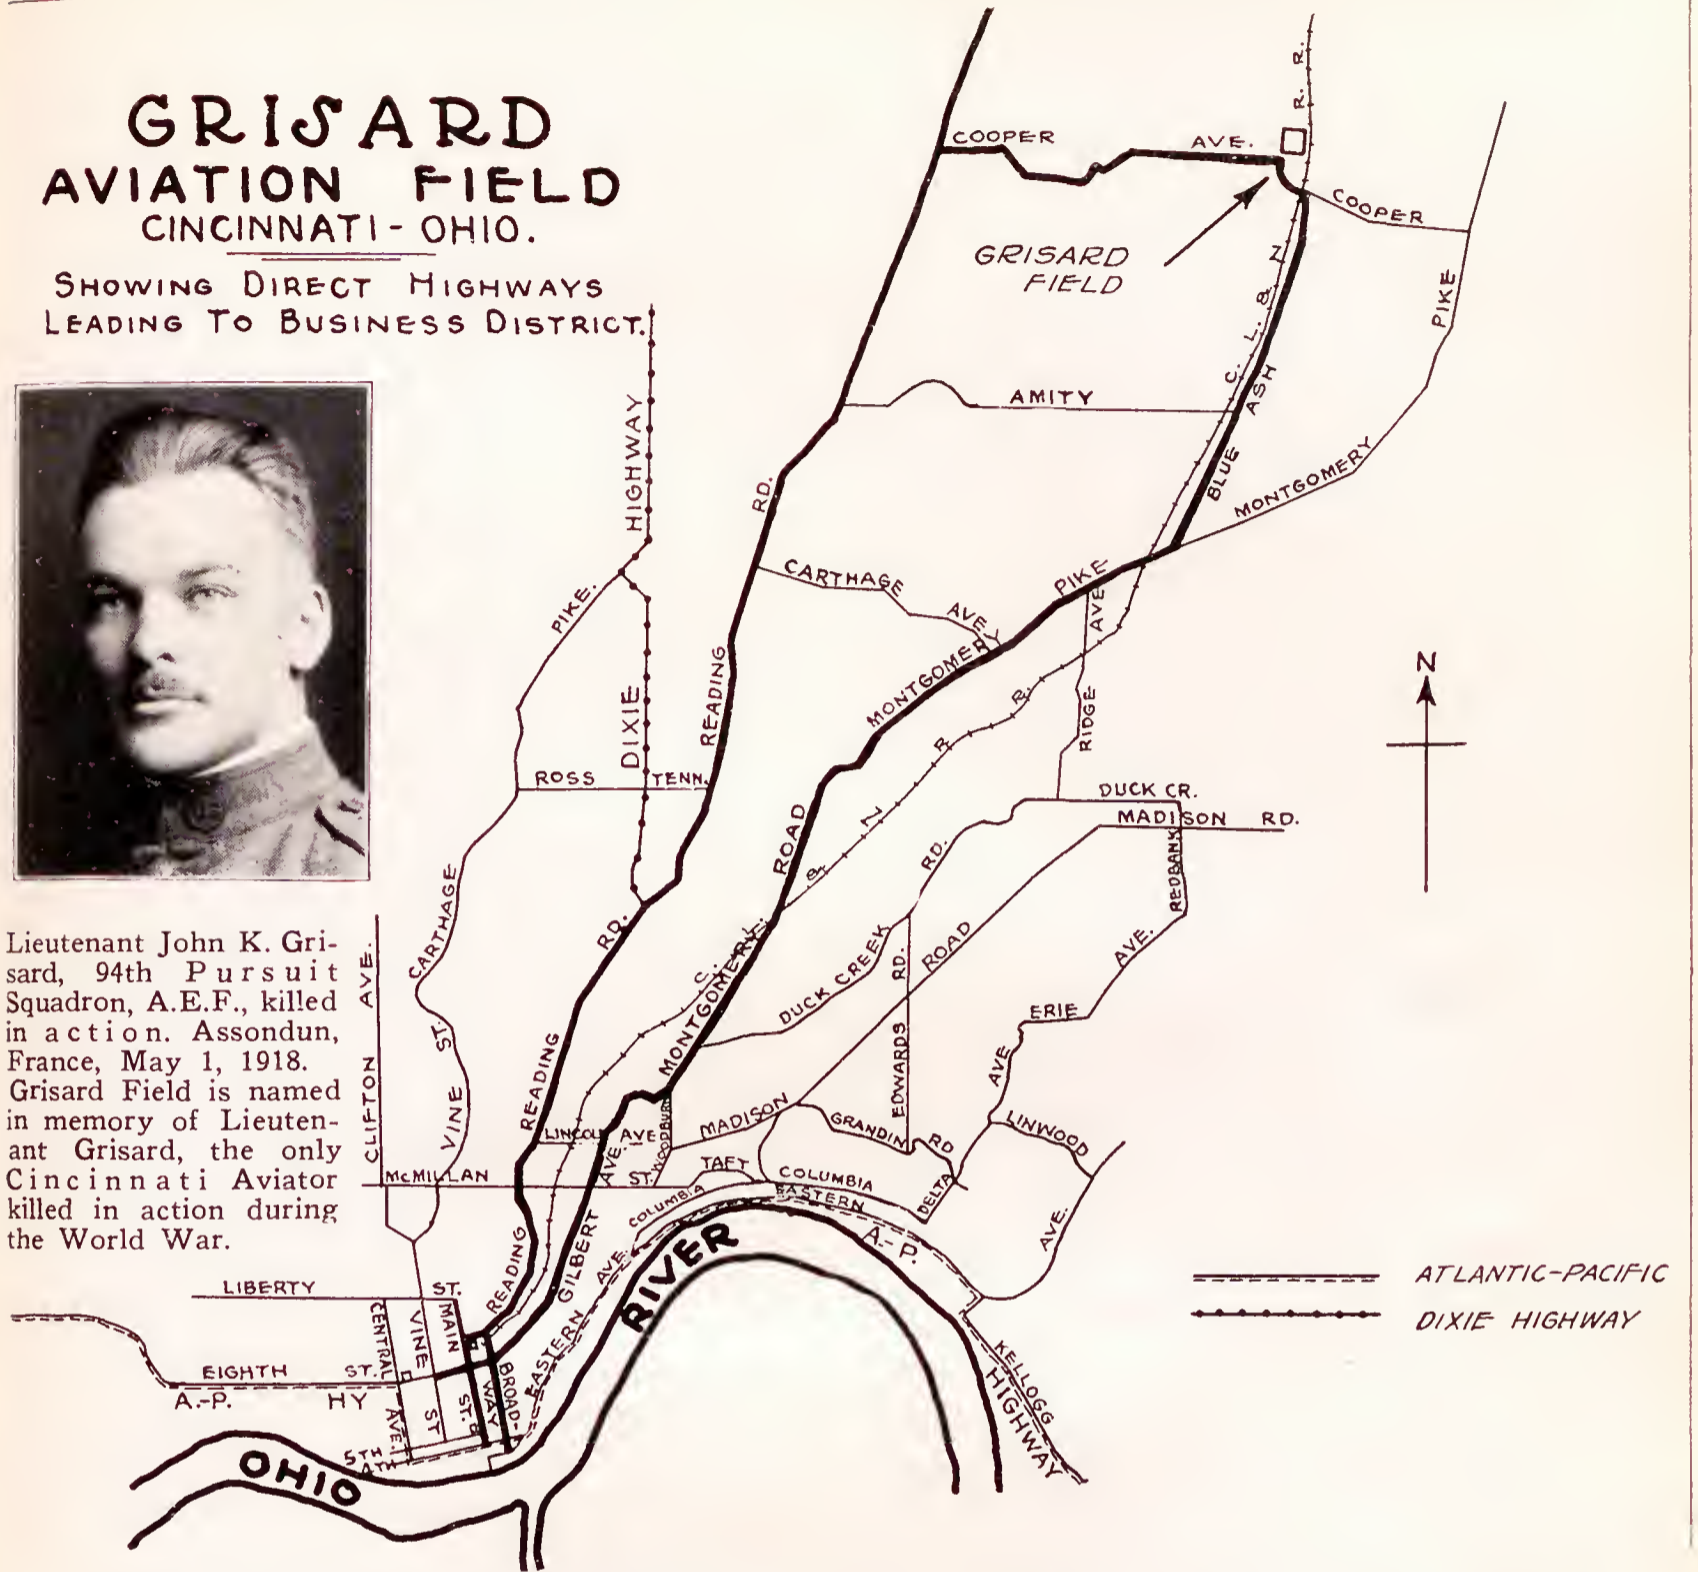 GRISARD
AVIATION FIELD
CINCINNATI - OHIO.
SHOWING DIRECT HIGHWAYS
LEADING TO BUSINESS DISTRICT.
Lieutenant John K. Gri-
sard, 94th Pursuit
Squadron, A.E.F., killed
in action. Assondun,
France, May 1, 1918.
Grisard Field is named
in memory of Lieuten-
ant Grisard, the only
Cincinnati Aviator
killed in action during
the World War.
COOPER AVE.
R. R.
COOPER
GRISARD
FIELD
PIKE
C. L. & N.
AMITY
BLUE ASH
MONTGOMERY
HIGHWAY
DIXIE
RD.
READING
PIKE.
CARTHAGE AVE.
MONTGOMERY PIKE
RIDGE AVE.
C. & N. R. R.
N
ROSS
TENN.
DUCK CR.
MADISON RD.
REDBANK
ROAD
MONTGOMERY
RD.
DUCK CREEK RD.
EDWARDS RD.
MADISON ROAD
ERIE AVE.
AVE
LINWOOD
AVE.
CLIFTON AVE.
CARTHAGE
VINE ST.
READING
LINCOLN AVE
WOODBURN
McMILLAN ST.
TAFT
GRANDIN RD
COLUMBIA
COLUMBIA
EASTERN
DELTA
A.-P.
READING
GILBERT AVE.
EASTERN AVE.
RIVER
LIBERTY ST.
CENTRAL AVE.
VINE ST
MAIN ST.
BROAD-
WAY
EIGHTH ST.
A.-P. HY
5TH
4TH
OHIO
KELLOGG
HIGHWAY
ATLANTIC-PACIFIC
DIXIE HIGHWAY